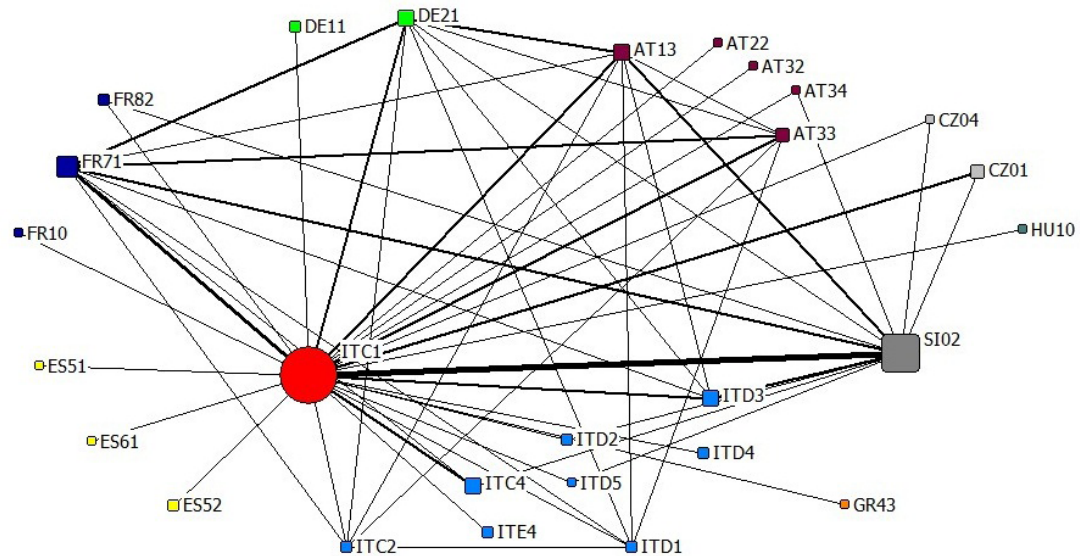 DE21
DE11
AT13
AT22
AT32
AT34
FR82
CZ04
AT33
FR71
CZ01
FR10
HU10
SI02
ITC1
ES51
ITD3
ES61
ITD2
ITD4
ITC4
ITD5
ES52
GR43
ITE4
ITC2
ITD1